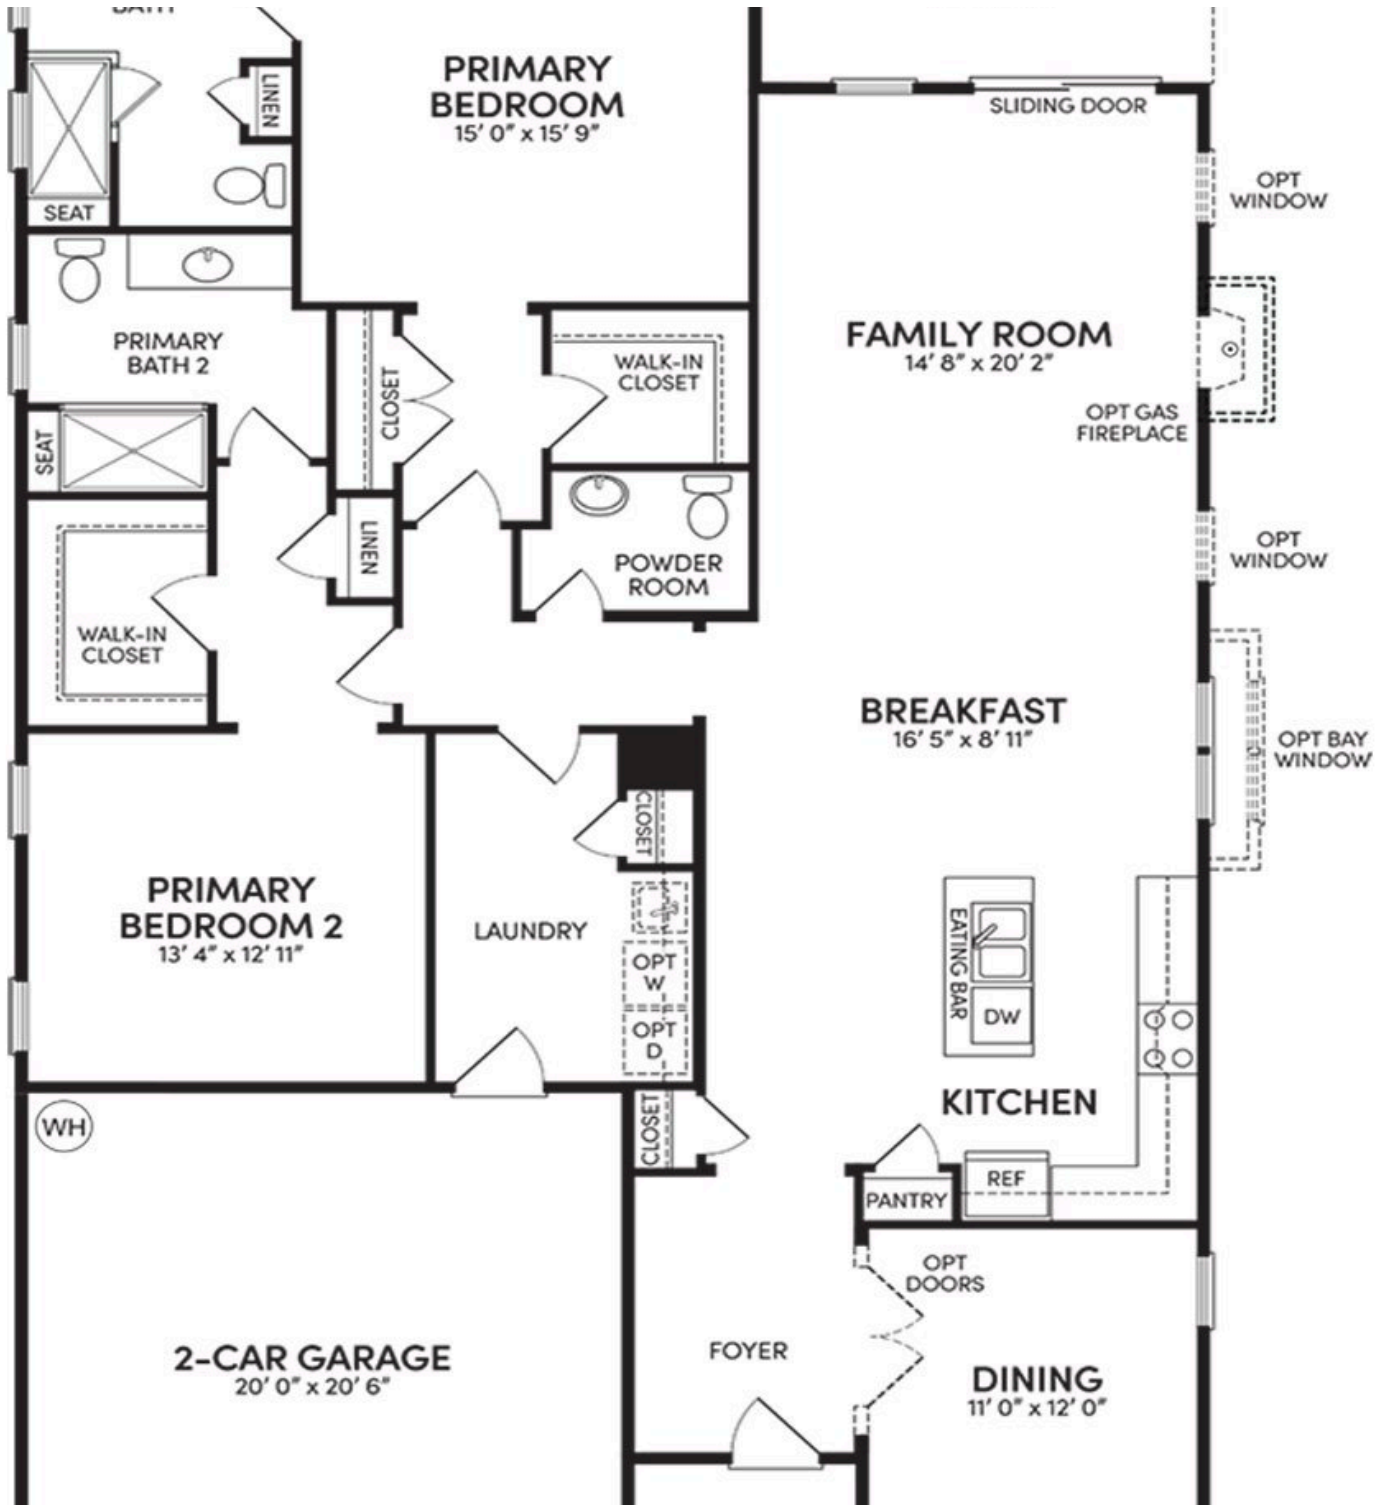 BATH
PRIMARY
BEDROOM
15' 0" x 15' 9"
LINEN
SEAT
SLIDING DOOR
OPT
WINDOW
PRIMARY
BATH 2
CLOSET
WALK-IN
CLOSET
FAMILY ROOM
14' 8" x 20' 2"
OPT GAS
FIREPLACE
SEAT
LINEN
POWDER
ROOM
OPT
WINDOW
WALK-IN
CLOSET
BREAKFAST
16' 5" x 8' 11"
OPT BAY
WINDOW
CLOSET
PRIMARY
BEDROOM 2
13' 4" x 12' 11"
LAUNDRY
OPT
W
OPT
D
EATING BAR
DW
KITCHEN
WH
CLOSET
PANTRY
REF
OPT
DOORS
FOYER
2-CAR GARAGE
20' 0" x 20' 6"
DINING
11' 0" x 12' 0"